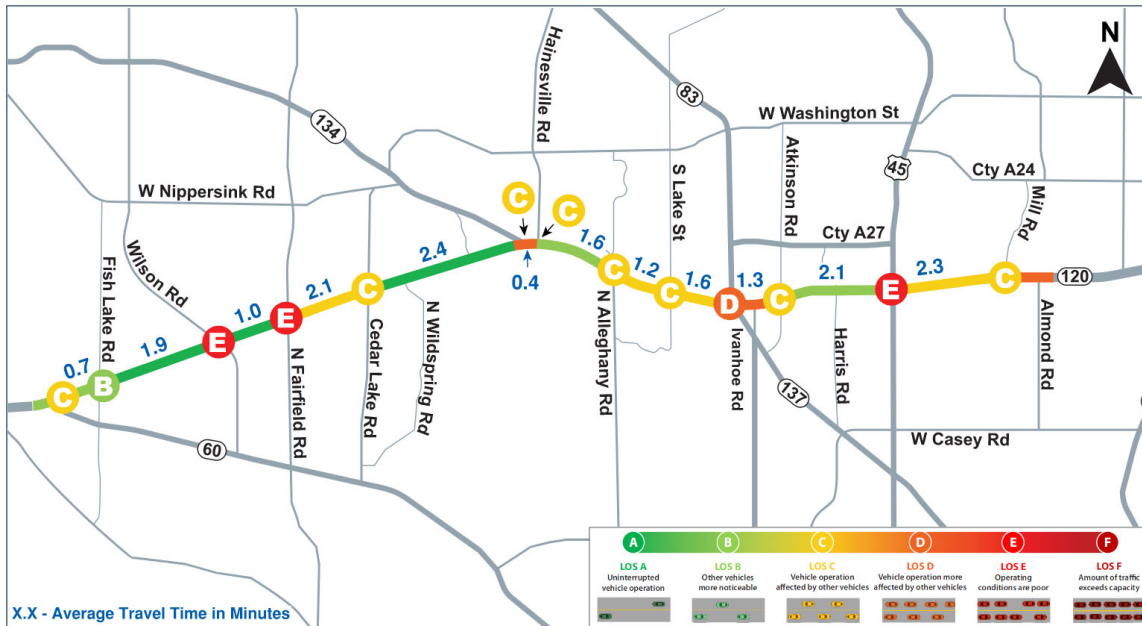 N
Hainesville Rd
83
W Washington St
134
Atkinson Rd
45
S Lake St
Cty A24
Mill Rd
W Nippersink Rd
C
C
Wilson Rd
1.6
Cty A27
2.4
0.4
C
1.2
1.6
1.3
2.1
E
2.3
C
120
Fish Lake Rd
2.1
C
C
D
C
1.0
E
N Wildspring Rd
Cedar Lake Rd
N Alleghany Rd
Ivanhoe Rd
Harris Rd
Almond Rd
1.9
E
0.7
B
C
N Fairfield Rd
137
60
W Casey Rd
A
B
C
D
E
F
LOS A
LOS B
LOS C
LOS D
LOS E
LOS F
Uninterrupted
vehicle operation
Other vehicles
more noticeable
Vehicle operation
affected by other vehicles
Vehicle operation more
affected by other vehicles
Operating
conditions are poor
Amount of traffic
exceeds capacity
X.X - Average Travel Time in Minutes